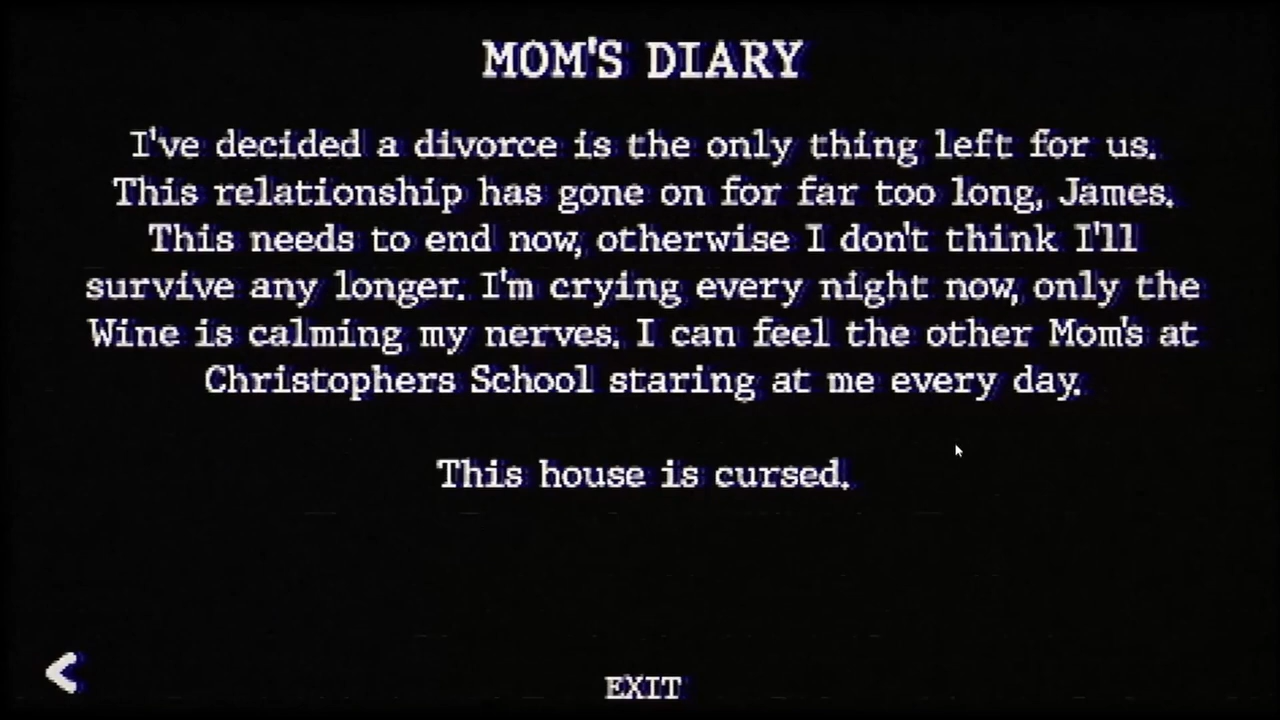 MOM'S DIARY
I've decided a divorce is the only thing left for us.
This relationship has gone on for far too long, James.
This needs to end now, otherwise I don't think I'll
survive any longer. I'm crying every night now, only the
Wine is calming my nerves. I can feel the other Mom's at
Christophers School staring at me every day.
This house is cursed.
EXIT